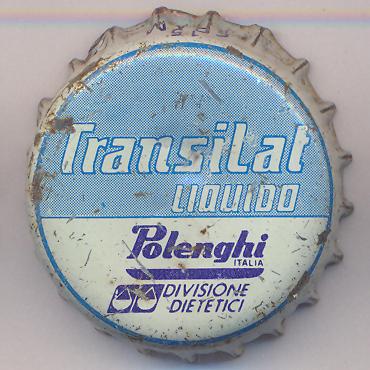 Transilat
LIQUIDO
Polenghi
ITALIA
DIVISIONE
DIETETICI